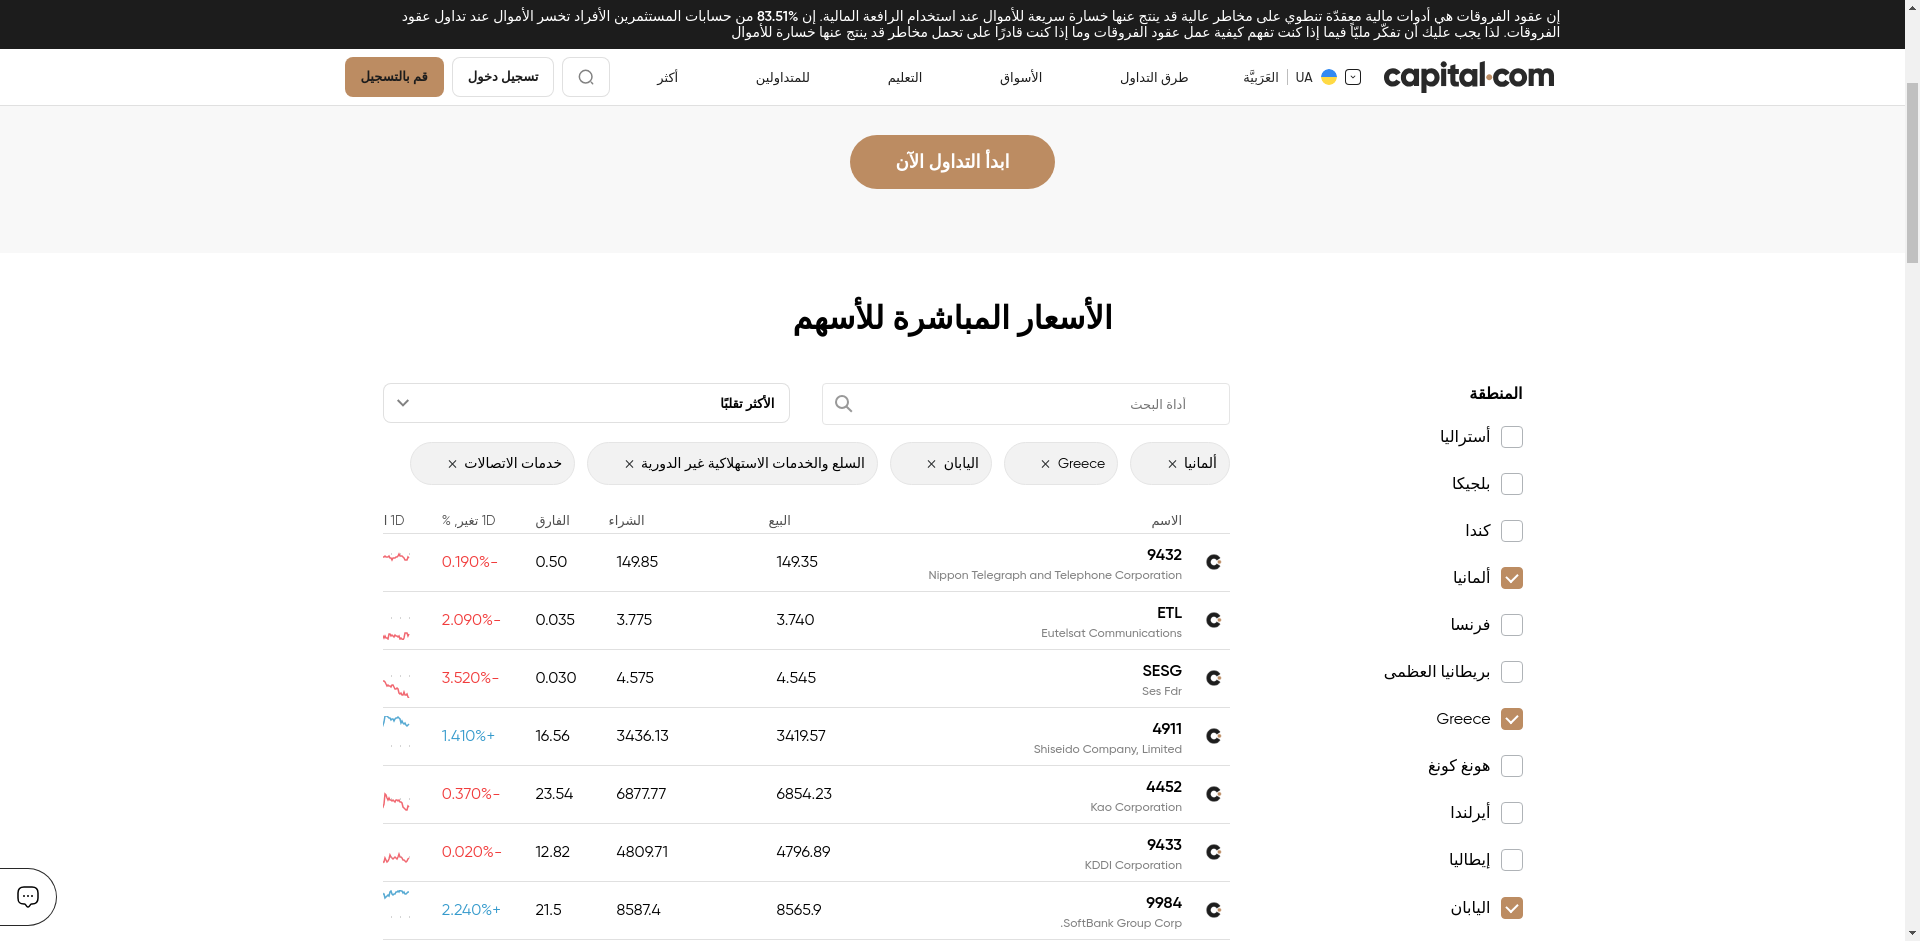 إن عقود الفروقات هي أدوات مالية معقدّة تنطوي على مخاطر عالية قد ينتج عنها خسارة سريعة للأموال عند استخدام الرافعة المالية. إن 83.51% من حسابات المستثمرين الأفراد تخسر الأموال عند تداول عقود
الفروقات. لذا يجب عليك أن تفكّر مليّاً فيما إذا كنت تفهم كيفية عمل عقود الفروقات وما إذا كنت قادرًا على تحمل مخاطر قد ينتج عنها خسارة للأموال
capital.com
UA | العَرَبِيَّة
طرق التداول
الأسواق
التعليم
للمتداولين
أكثر
تسجيل دخول
قم بالتسجيل
ابدأ التداول الآن
الأسعار المباشرة للأسهم
المنطقة
أستراليا
بلجيكا
كندا
ألمانيا
فرنسا
بريطانيا العظمى
Greece
هونغ كونغ
أيرلندا
إيطاليا
اليابان
أداة البحث
الأكثر تقلبًا
ألمانيا ×
Greece ×
اليابان ×
السلع والخدمات الاستهلاكية غير الدورية ×
خدمات الاتصالات ×
الاسم البيع الشراء الفارق 1D تغير, % 1D ا
9432 149.35 149.85 0.50 -0.190%
Nippon Telegraph and Telephone Corporation
ETL 3.740 3.775 0.035 -2.090%
Eutelsat Communications
SESG 4.545 4.575 0.030 -3.520%
Ses Fdr
4911 3419.57 3436.13 16.56 +1.410%
Shiseido Company, Limited
4452 6854.23 6877.77 23.54 -0.370%
Kao Corporation
9433 4796.89 4809.71 12.82 -0.020%
KDDI Corporation
9984 8565.9 8587.4 21.5 +2.240%
SoftBank Group Corp.